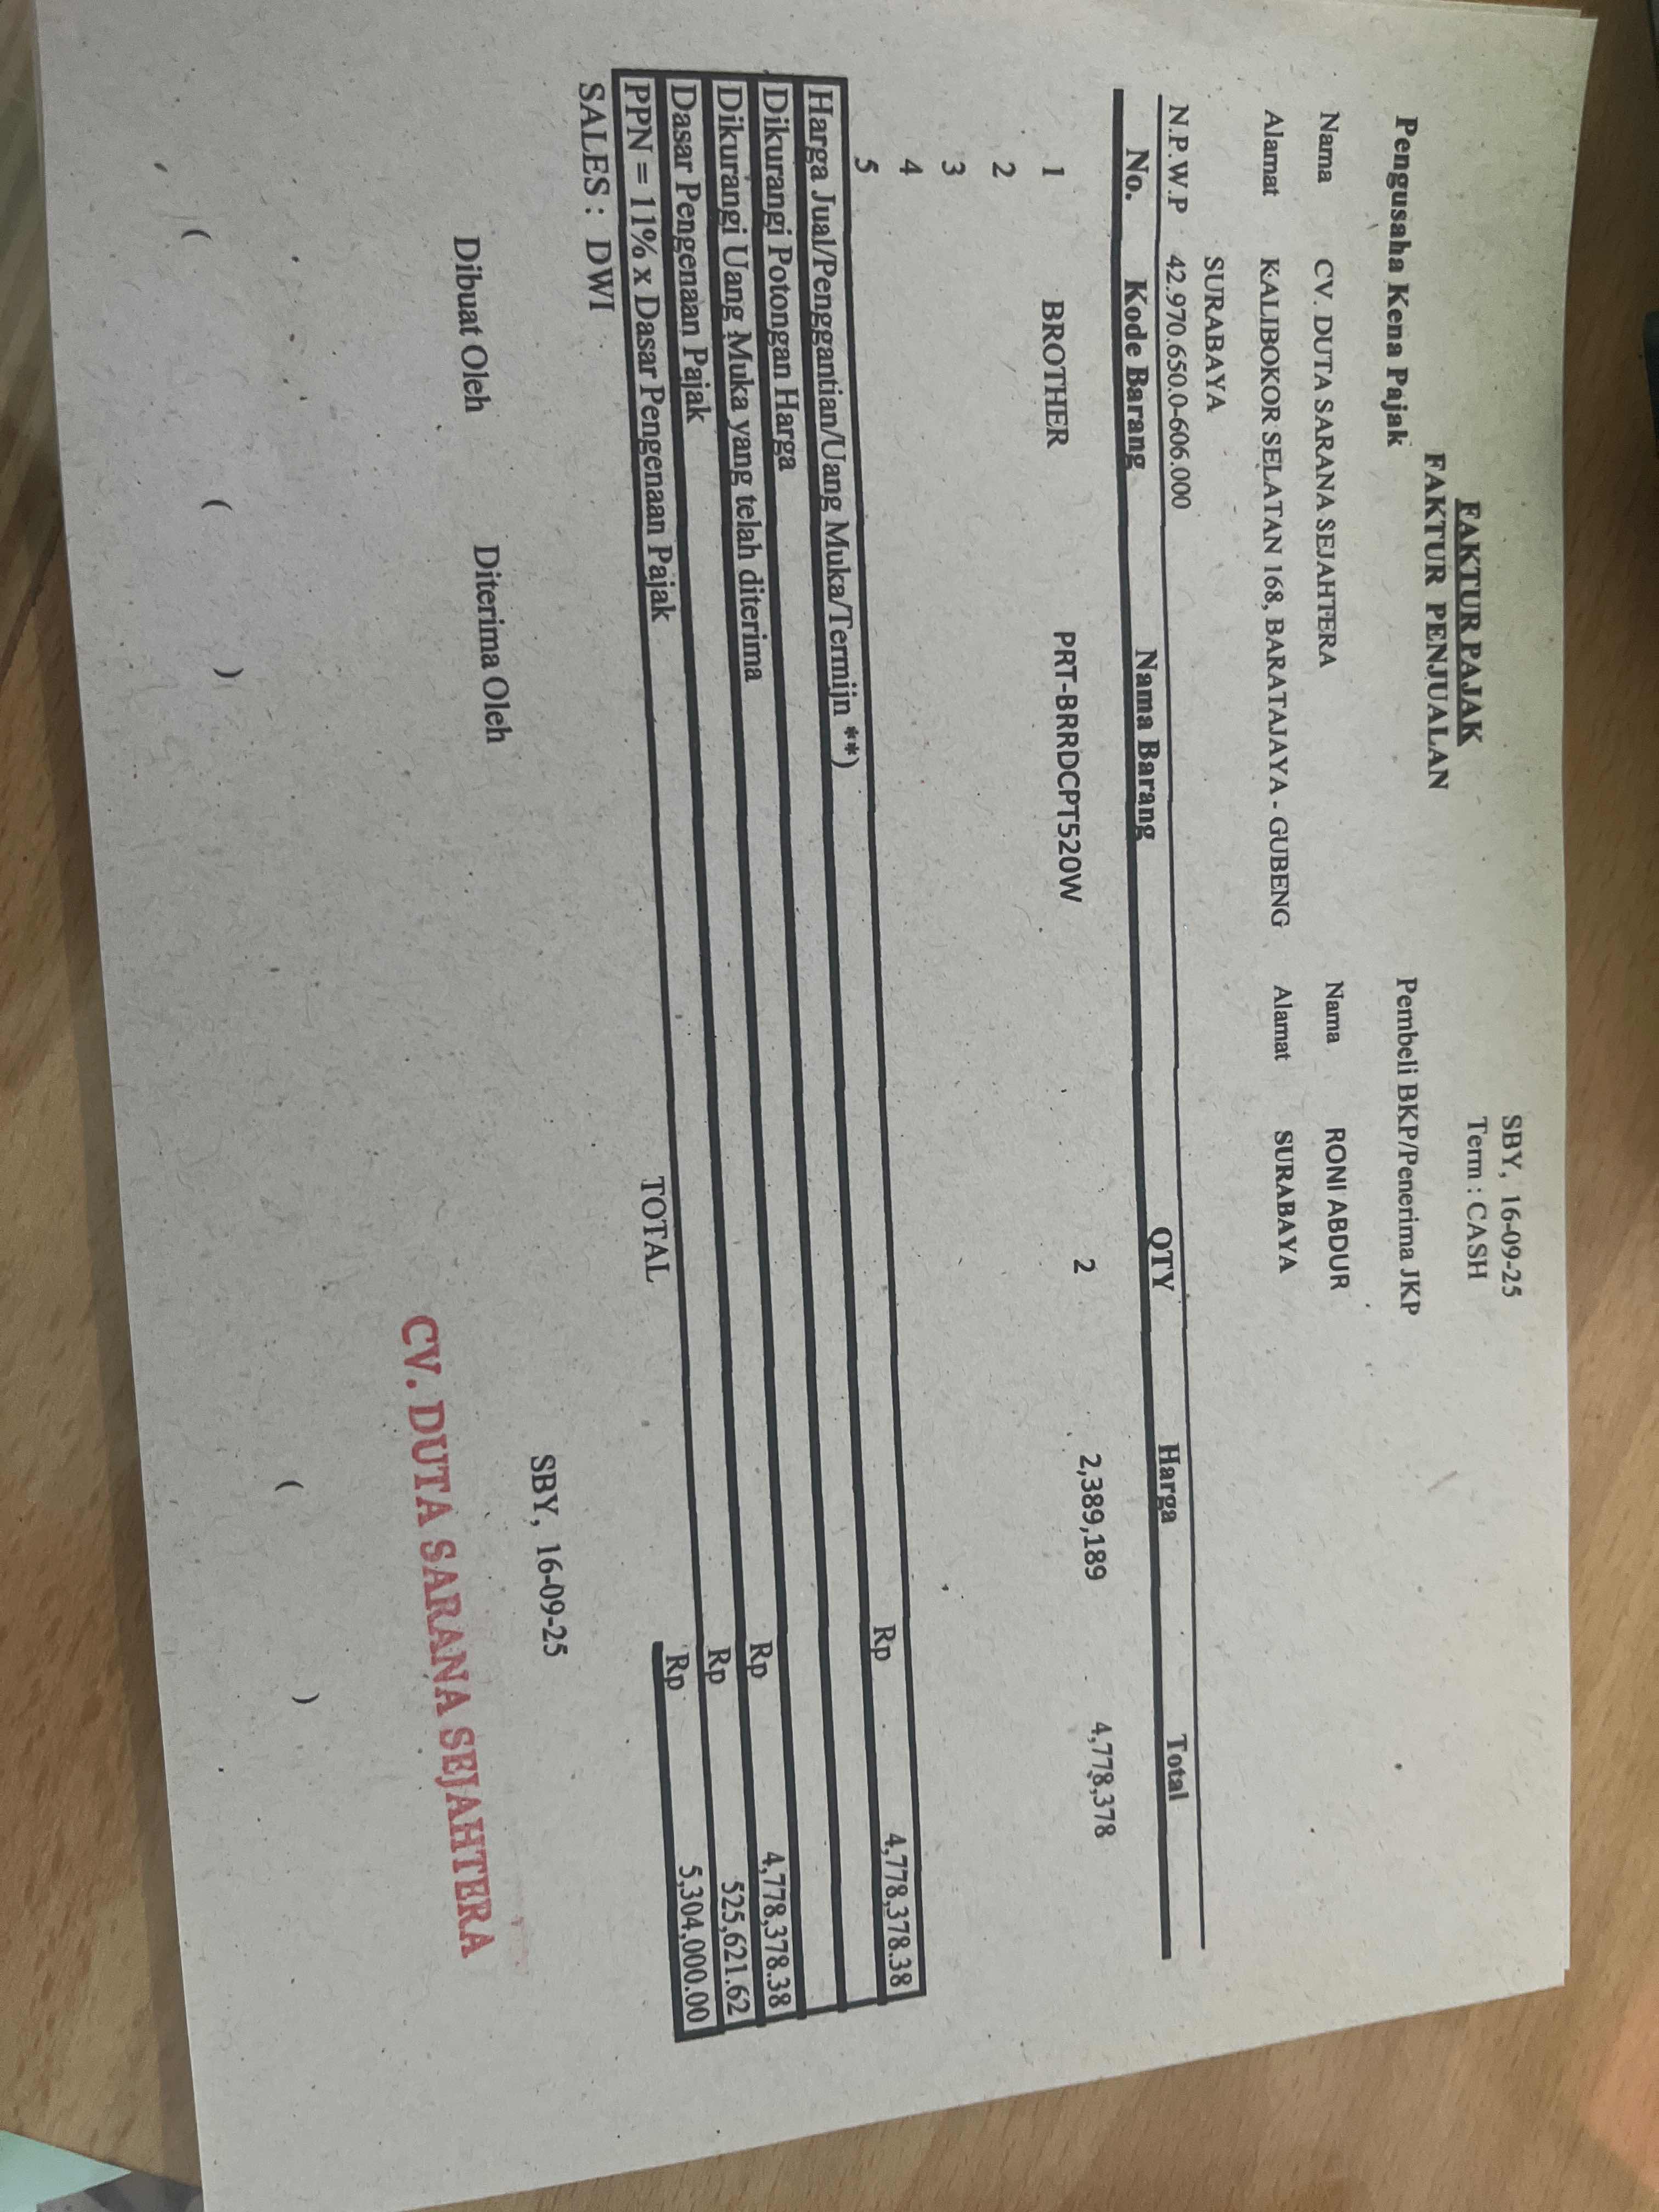 SBY, 16-09-25
Term : CASH
FAKTUR PAJAK
FAKTUR PENJUALAN
Pengusaha Kena Pajak Pembeli BKP/Penerima JKP
Nama CV. DUTA SARANA SEJAHTERA Nama RONI ABDUR
Alamat KALIBOKOR SELATAN 168, BARATAJAYA - GUBENG Alamat SURABAYA
SURABAYA
N.P.W.P 42.970.650.0-606.000
No. Kode Barang Nama Barang QTY Harga Total
1 BROTHER PRT-BRRDCPT520W 2 2,389,189 4,778,378
2
3
4
5
Harga Jual/Penggantian/Uang Muka/Termijn **) Rp 4,778,378.38
Dikurangi Potongan Harga
Dikurangi Uang Muka yang telah diterima
Dasar Pengenaan Pajak Rp 4,778,378.38
PPN = 11% x Dasar Pengenaan Pajak Rp 525,621.62
SALES : DWI TOTAL Rp 5,304,000.00
SBY, 16-09-25
Dibuat Oleh Diterima Oleh
CV. DUTA SARANA SEJAHTERA
( ( ) ( )